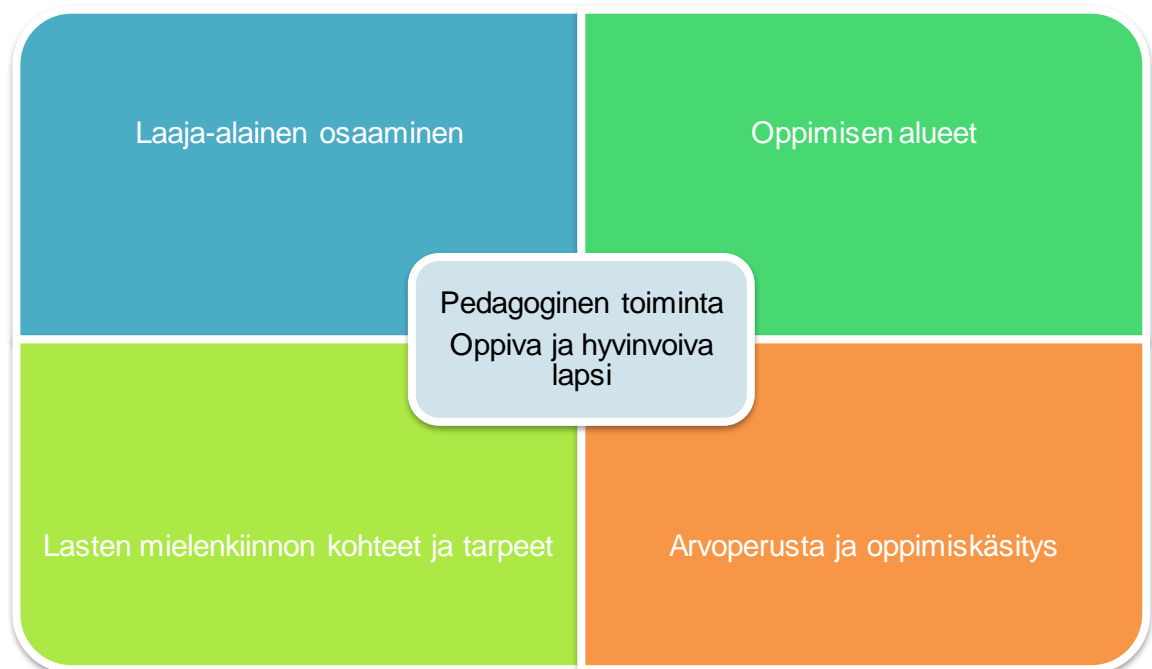 Laaja-alainen osaaminen
Oppimisen alueet
Pedagoginen toiminta
Oppiva ja hyvinvoiva
lapsi
Lasten mielenkiinnon kohteet ja tarpeet
Arvoperusta ja oppimiskäsitys